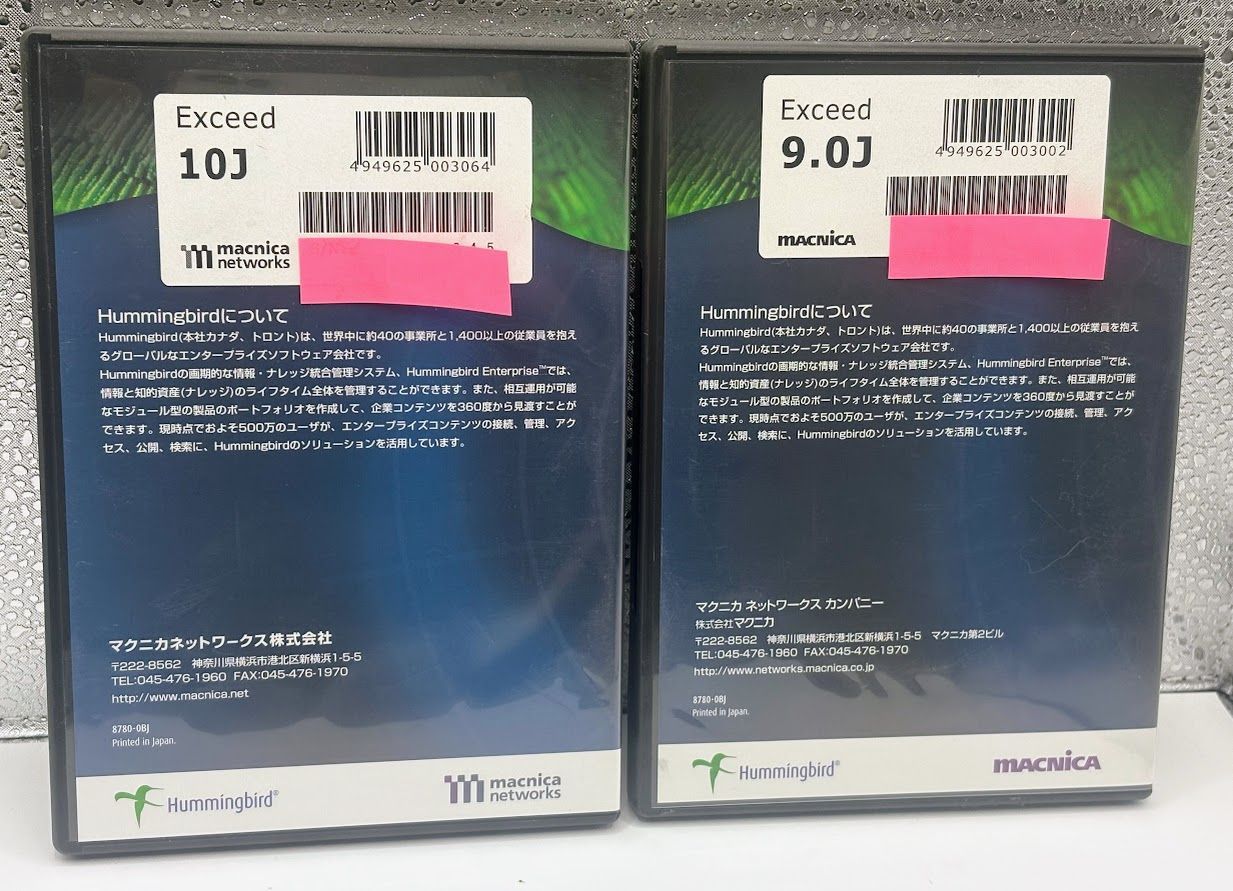 Exceed
10J
4949625 003064
macnica
networks
Hummingbirdについて
Hummingbird(本社カナダ、トロント)は、世界中に約40の事業所と1,400以上の従業員を抱え
るグローバルなエンタープライズソフトウェア会社です。
Hummingbirdの画期的な情報・ナレッジ統合管理システム、Hummingbird Enterprise™では、
情報と知的資産(ナレッジ)のライフタイム全体を管理することができます。また、相互運用が可能
なモジュール型の製品のポートフォリオを作成して、企業コンテンツを360度から見渡すことが
できます。現時点でおよそ500万のユーザが、エンタープライズコンテンツの接続、管理、アク
セス、公開、検索に、Hummingbirdのソリューションを活用しています。
マクニカネットワークス株式会社
〒222-8562 神奈川県横浜市港北区新横浜1-5-5
TEL:045-476-1960 FAX:045-476-1970
http://www.macnica.net
8780-0BJ
Printed in Japan.
Hummingbird®
macnica
networks
Exceed
9.0J
4949625 003002
macnica
Hummingbirdについて
Hummingbird(本社カナダ、トロント)は、世界中に約40の事業所と1,400以上の従業員を抱え
るグローバルなエンタープライズソフトウェア会社です。
Hummingbirdの画期的な情報・ナレッジ統合管理システム、Hummingbird Enterprise™では、
情報と知的資産(ナレッジ)のライフタイム全体を管理することができます。また、相互運用が可能
なモジュール型の製品のポートフォリオを作成して、企業コンテンツを360度から見渡すことが
できます。現時点でおよそ500万のユーザが、エンタープライズコンテンツの接続、管理、アク
セス、公開、検索に、Hummingbirdのソリューションを活用しています。
マクニカ ネットワークス カンパニー
株式会社マクニカ
〒222-8562 神奈川県横浜市港北区新横浜1-5-5 マクニカ第2ビル
TEL:045-476-1960 FAX:045-476-1970
http://www.networks.macnica.co.jp
8780-0BJ
Printed in Japan.
Hummingbird®
macnica